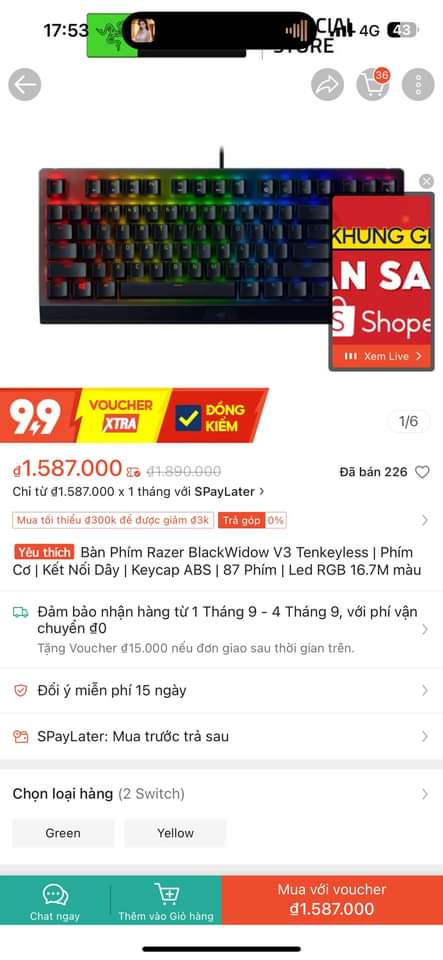 17:53
4G
43
STORE
36
KHUNG GI
ÀN SA
Shope
Xem Live
9.9
VOUCHER
XTRA
ĐỒNG
KIỂM
1/6
₫1.587.000
₫1.890.000
Đã bán 226
Chỉ từ ₫1.587.000 x 1 tháng với SPayLater >
Mua tối thiểu ₫300k để được giảm ₫3k
Trả góp 0%
Yêu thích Bàn Phím Razer BlackWidow V3 Tenkeyless | Phím
Cơ | Kết Nối Dây | Keycap ABS | 87 Phím | Led RGB 16.7M màu
Đảm bảo nhận hàng từ 1 Tháng 9 - 4 Tháng 9, với phí vận
chuyển ₫0
Tặng Voucher ₫15.000 nếu đơn giao sau thời gian trên.
Đổi ý miễn phí 15 ngày
SPayLater: Mua trước trả sau
Chọn loại hàng (2 Switch)
Green
Yellow
Chat ngay
Thêm vào Giỏ hàng
Mua với voucher
₫1.587.000